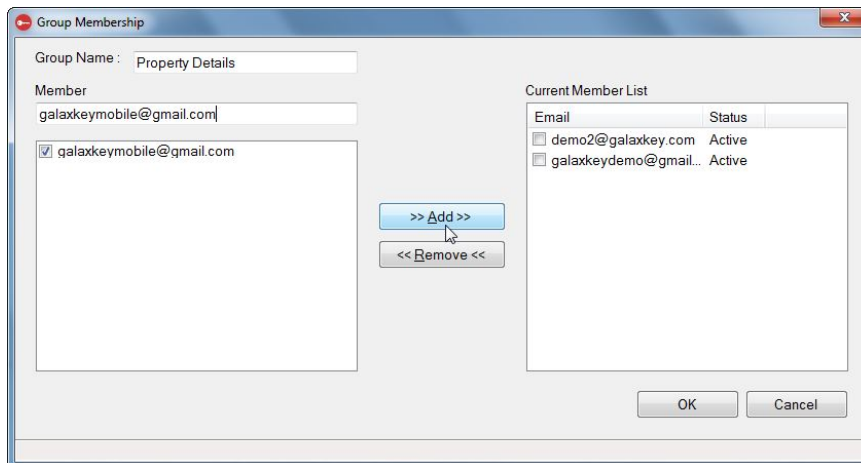 Group Membership
Group Name : Property Details
Member
galaxkeymobile@gmail.com
galaxkeymobile@gmail.com
>> Add >>
<< Remove <<
Current Member List
Email Status
demo2@galaxkey.com Active
galaxkeydemo@gmail... Active
OK Cancel